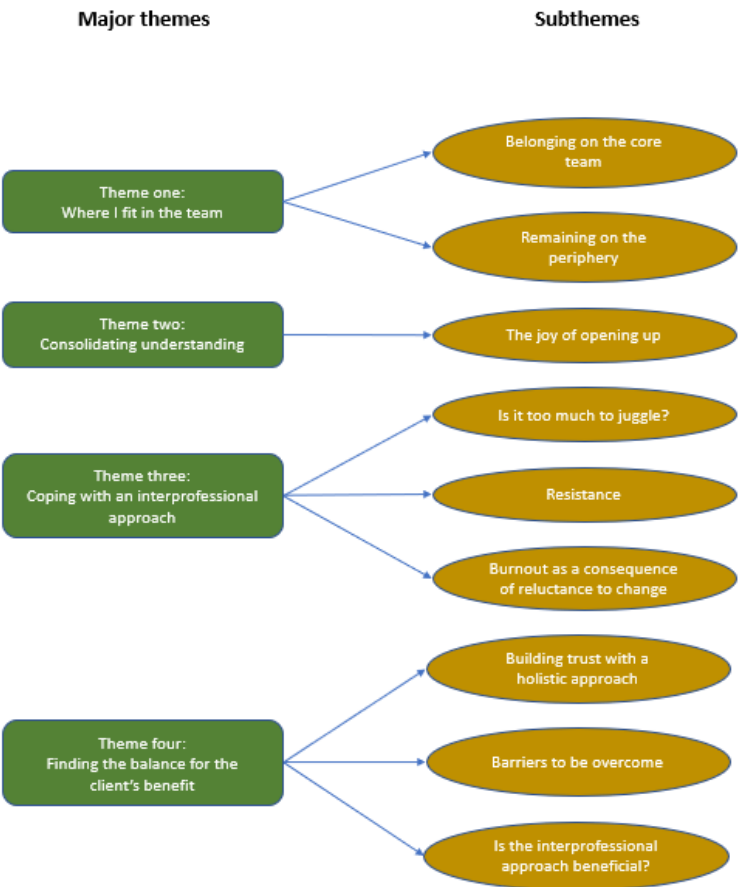 Major themes
Subthemes
Theme one:
Where I fit in the team
Belonging on the core
team
Remaining on the
periphery
Theme two:
Consolidating understanding
The joy of opening up
Theme three:
Coping with an interprofessional
approach
Is it too much to juggle?
Resistance
Burnout as a consequence
of reluctance to change
Theme four:
Finding the balance for the
client's benefit
Building trust with a
holistic approach
Barriers to be overcome
Is the interprofessional
approach beneficial?